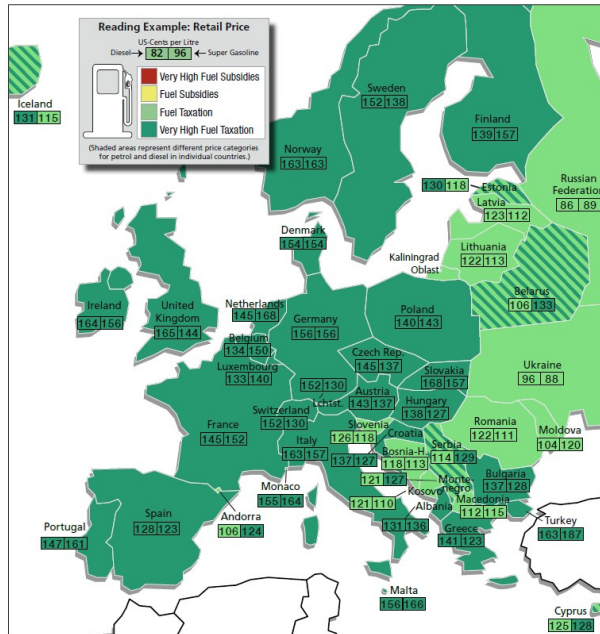 Reading Example: Retail Price
US-Cents per Litre
Diesel 82 96 Super Gasoline
Very High Fuel Subsidies
Fuel Subsidies
Fuel Taxation
Very High Fuel Taxation
(Shaded areas represent different price categories
for petrol and diesel in individual countries.)
Iceland
131 115
Sweden
152 138
Finland
139 157
Norway
163 163
Russian
Federation
86 89
130 118
Estonia
Latvia
123 112
Denmark
154 154
Lithuania
122 113
Kaliningrad
Oblast
Belarus
106 133
Ireland
164 156
United
Kingdom
165 144
Netherlands
145 168
Germany
156 156
Poland
140 143
Belgium
134 150
Luxembourg
133 140
Czech Rep.
145 137
Ukraine
96 88
Slovakia
168 157
152 130
Lchtst.
Austria
143 137
Hungary
138 127
France
145 152
Switzerland
152 130
Slovenia
126 118
Croatia
137 127
Romania
122 111
Moldova
104 120
Italy
163 157
Bosnia-H.
118 113
Serbia
114 129
Monaco
155 164
121 127
Monte-
negro
Bulgaria
137 128
Kosovo
121 110
Macedonia
112 115
Albania
131 136
Andorra
106 124
Portugal
147 161
Spain
128 123
Greece
141 123
Turkey
163 187
Malta
156 166
Cyprus
125 128